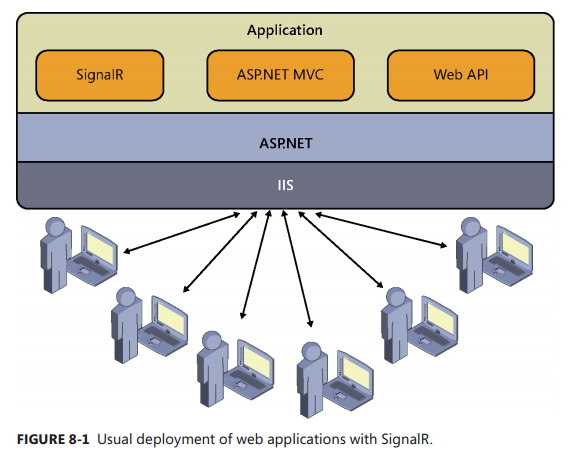 Application
SignalR
ASP.NET MVC
Web API
ASP.NET
IIS
FIGURE 8-1 Usual deployment of web applications with SignalR.